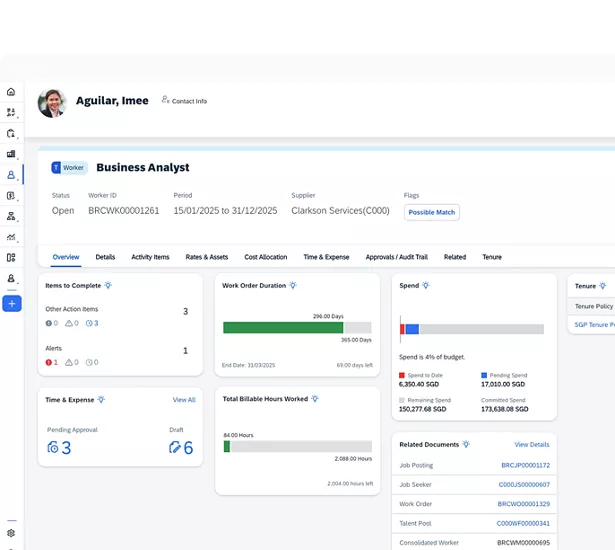 Aguilar, Imee
Contact Info
T Worker
Business Analyst
Status
Worker ID
Period
Supplier
Flags
Open
BRCWK00001261
15/01/2025 to 31/12/2025
Clarkson Services(C000)
Possible Match
Overview
Details
Activity Items
Rates & Assets
Cost Allocation
Time & Expense
Approvals / Audit Trail
Related
Tenure
Items to Complete
Other Action Items
3
0
0
3
Alerts
1
1
0
0
Work Order Duration
296.00 Days
365.00 Days
End Date: 31/03/2025
69.00 days left
Spend
Spend is 4% of budget.
Spend to Date
6,350.40 SGD
Pending Spend
17,010.00 SGD
Remaining Spend
150,277.68 SGD
Committed Spend
173,638.08 SGD
Tenure
Tenure Policy
SGP Tenure Po
Time & Expense
View All
Pending Approval
3
Draft
6
Total Billable Hours Worked
84.00 Hours
2,088.00 Hours
2,004.00 hours left
Related Documents
View Details
Job Posting
BRCJP00001172
Job Seeker
C000JS00000607
Work Order
BRCWO00001329
Talent Pool
C000WF00000341
Consolidated Worker
BRCWM00000695